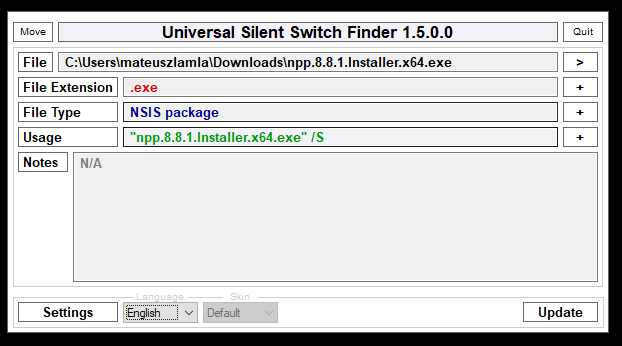 Move Universal Silent Switch Finder 1.5.0.0 Quit
File C:\Users\mateuszlamla\Downloads\npp.8.8.1.Installer.x64.exe >
File Extension .exe +
File Type NSIS package +
Usage "npp.8.8.1.Installer.x64.exe" /S +
Notes N/A
Language Skin
Settings English Default Update